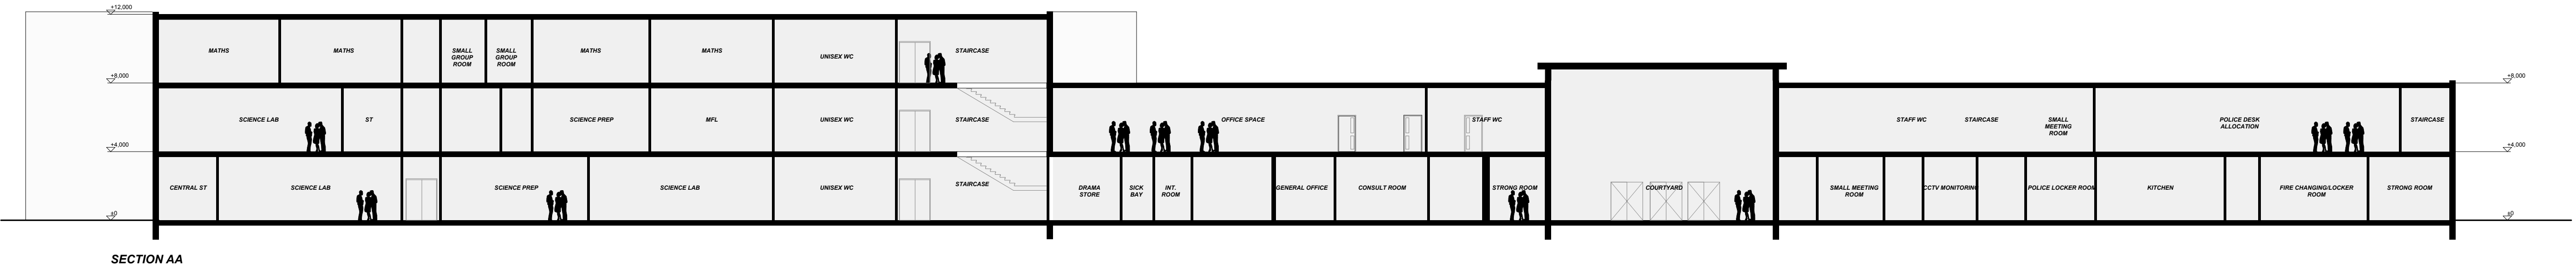 +12,000
MATHS
MATHS
SMALL
GROUP
ROOM
SMALL
GROUP
ROOM
MATHS
MATHS
UNISEX WC
STAIRCASE
+8,000
+8,000
SCIENCE LAB
ST
SCIENCE PREP
MFL
UNISEX WC
STAIRCASE
OFFICE SPACE
STAFF WC
STAFF WC
STAIRCASE
SMALL
MEETING
ROOM
POLICE DESK
ALLOCATION
STAIRCASE
+4,000
+4,000
CENTRAL ST
SCIENCE LAB
SCIENCE PREP
SCIENCE LAB
UNISEX WC
STAIRCASE
DRAMA
STORE
SICK
BAY
INT.
ROOM
GENERAL OFFICE
CONSULT ROOM
STRONG ROOM
COURTYARD
SMALL MEETING
ROOM
CCTV MONITORING
POLICE LOCKER ROOM
KITCHEN
FIRE CHANGING/LOCKER
ROOM
STRONG ROOM
±0
±0
SECTION AA